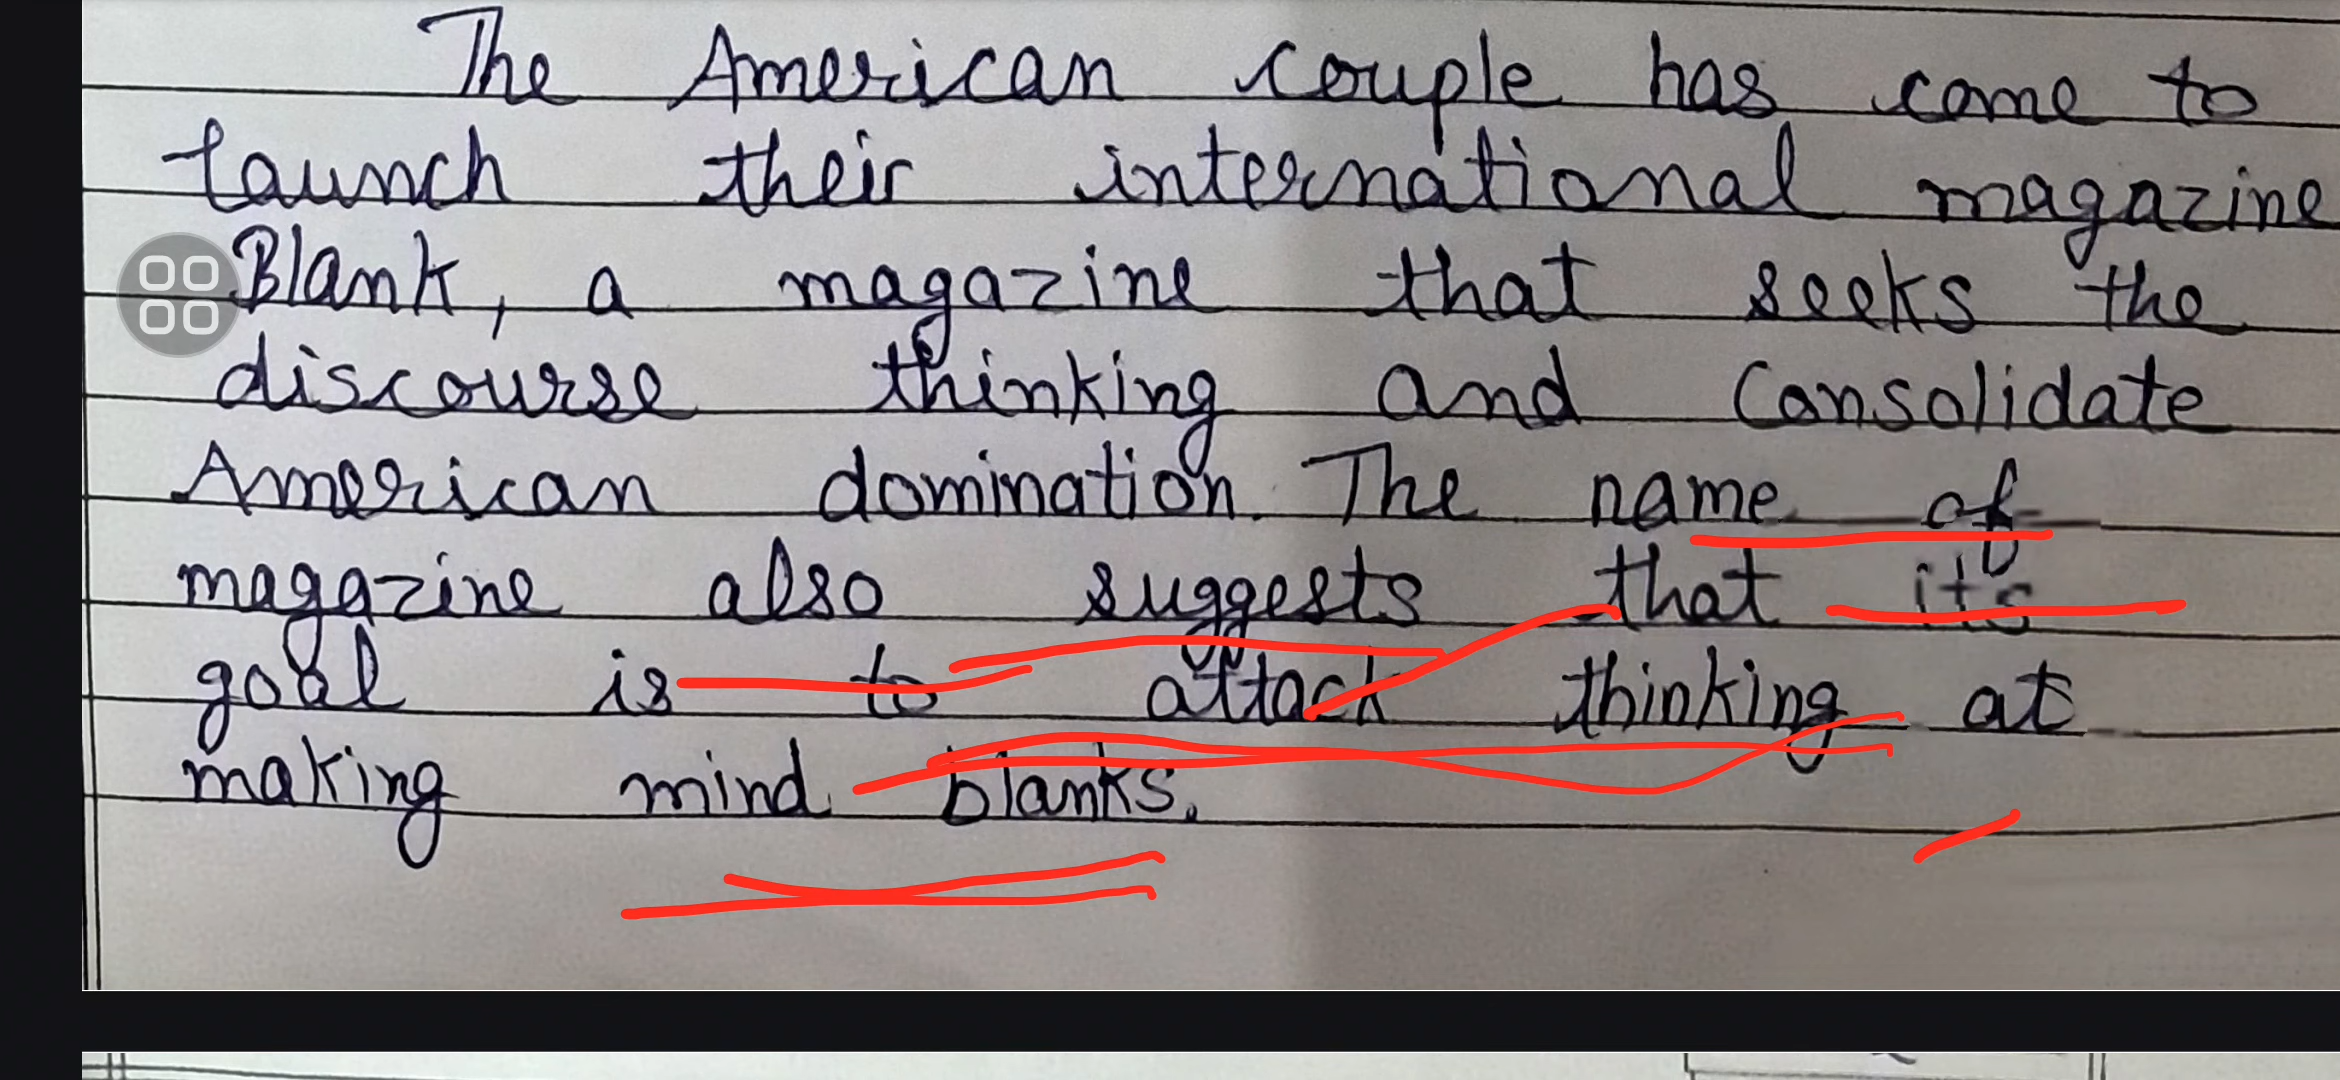 The American couple has come to
launch their international magazine
Blank, a magazine that seeks the
discourse thinking and Consolidate
American domination. The name of
magazine also suggests that its
goal is to attack thinking at
making mind blanks.